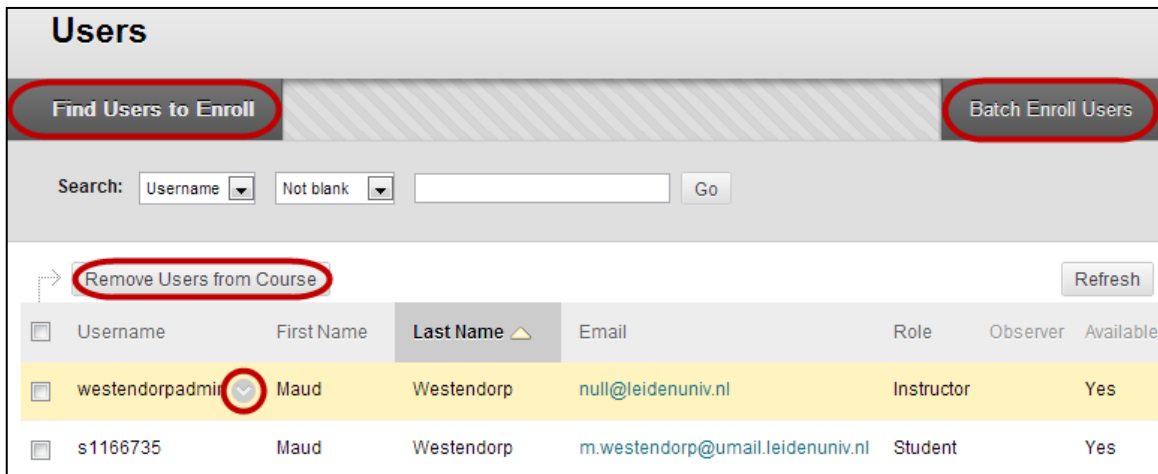 Users
Find Users to Enroll Batch Enroll Users
Search: Username Not blank Go
Remove Users from Course Refresh
Username First Name Last Name Email Role Observer Available
westendorpadmin Maud Westendorp null@leidenuniv.nl Instructor Yes
s1166735 Maud Westendorp m.westendorp@umail.leidenuniv.nl Student Yes